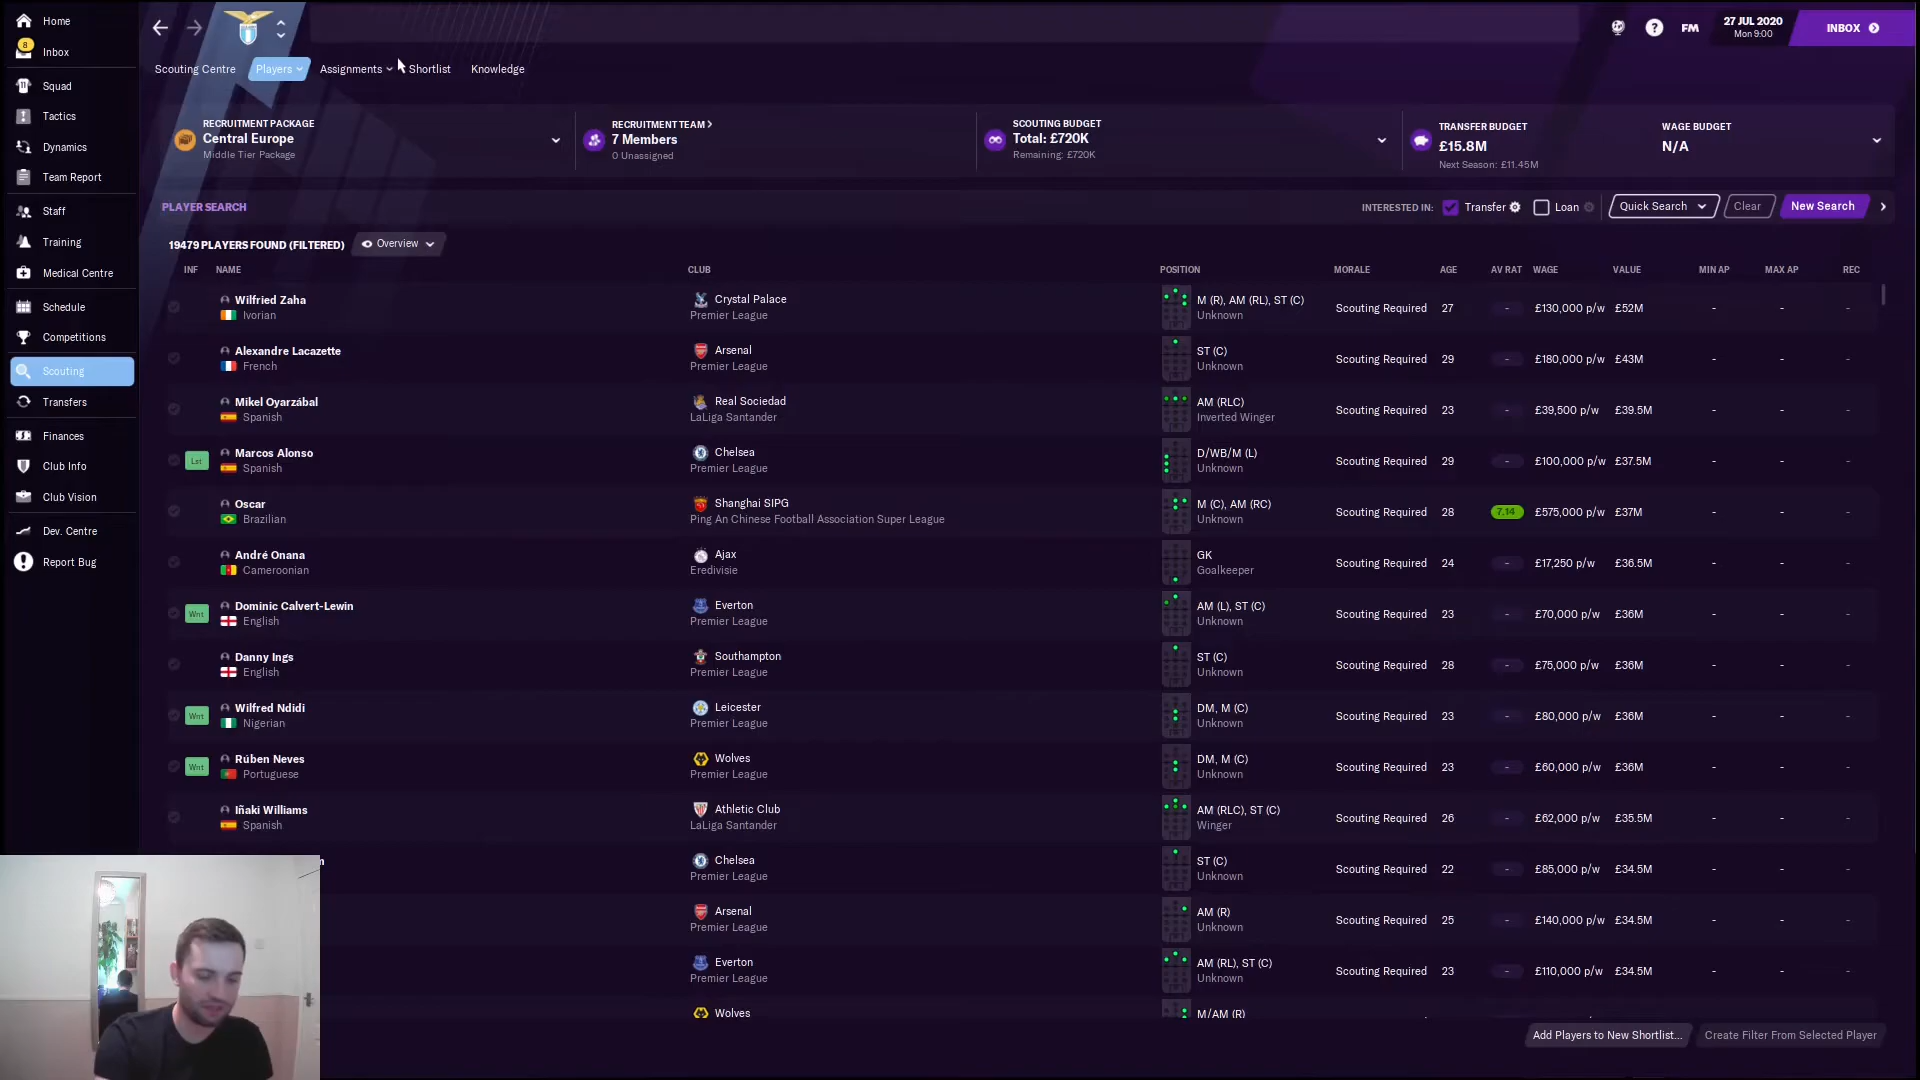 Home
8
Inbox
Squad
Tactics
Dynamics
Team Report
Staff
Training
Medical Centre
Schedule
Competitions
Scouting
Transfers
Finances
Club Info
Club Vision
Dev. Centre
Report Bug
FM
27 JUL 2020
Mon 9:00
INBOX
Scouting Centre
Players
Assignments
Shortlist
Knowledge
RECRUITMENT PACKAGE
Central Europe
Middle Tier Package
RECRUITMENT TEAM
7 Members
0 Unassigned
SCOUTING BUDGET
Total: £720K
Remaining: £720K
TRANSFER BUDGET
£15.8M
Next Season: £11.45M
WAGE BUDGET
N/A
PLAYER SEARCH
INTERESTED IN: Transfer Loan Quick Search Clear New Search
19479 PLAYERS FOUND (FILTERED) Overview
INF NAME CLUB POSITION MORALE AGE AV RAT WAGE VALUE MIN AP MAX AP REC
Wilfried Zaha Crystal Palace M (R), AM (RL), ST (C)
Ivorian Premier League Unknown Scouting Required 27 - £130,000 p/w £52M - - -
Alexandre Lacazette Arsenal ST (C)
French Premier League Unknown Scouting Required 29 - £180,000 p/w £43M - - -
Mikel Oyarzábal Real Sociedad AM (RLC)
Spanish LaLiga Santander Inverted Winger Scouting Required 23 - £39,500 p/w £39.5M - - -
Lst Marcos Alonso Chelsea D/WB/M (L)
Spanish Premier League Unknown Scouting Required 29 - £100,000 p/w £37.5M - - -
Oscar Shanghai SIPG M (C), AM (RC)
Brazilian Ping An Chinese Football Association Super League Unknown Scouting Required 28 7.14 £575,000 p/w £37M - - -
André Onana Ajax GK
Cameroonian Eredivisie Goalkeeper Scouting Required 24 - £17,250 p/w £36.5M - - -
Wnt Dominic Calvert-Lewin Everton AM (L), ST (C)
English Premier League Unknown Scouting Required 23 - £70,000 p/w £36M - - -
Danny Ings Southampton ST (C)
English Premier League Unknown Scouting Required 28 - £75,000 p/w £36M - - -
Wnt Wilfred Ndidi Leicester DM, M (C)
Nigerian Premier League Unknown Scouting Required 23 - £80,000 p/w £36M - - -
Wnt Rúben Neves Wolves DM, M (C)
Portuguese Premier League Unknown Scouting Required 23 - £60,000 p/w £36M - - -
Iñaki Williams Athletic Club AM (RLC), ST (C)
Spanish LaLiga Santander Winger Scouting Required 26 - £62,000 p/w £35.5M - - -
Chelsea ST (C)
Premier League Unknown Scouting Required 22 - £85,000 p/w £34.5M - - -
Arsenal AM (R)
Premier League Unknown Scouting Required 25 - £140,000 p/w £34.5M - - -
Everton AM (RL), ST (C)
Premier League Unknown Scouting Required 23 - £110,000 p/w £34.5M - - -
Wolves M/AM (R)
Add Players to New Shortlist... Create Filter From Selected Player